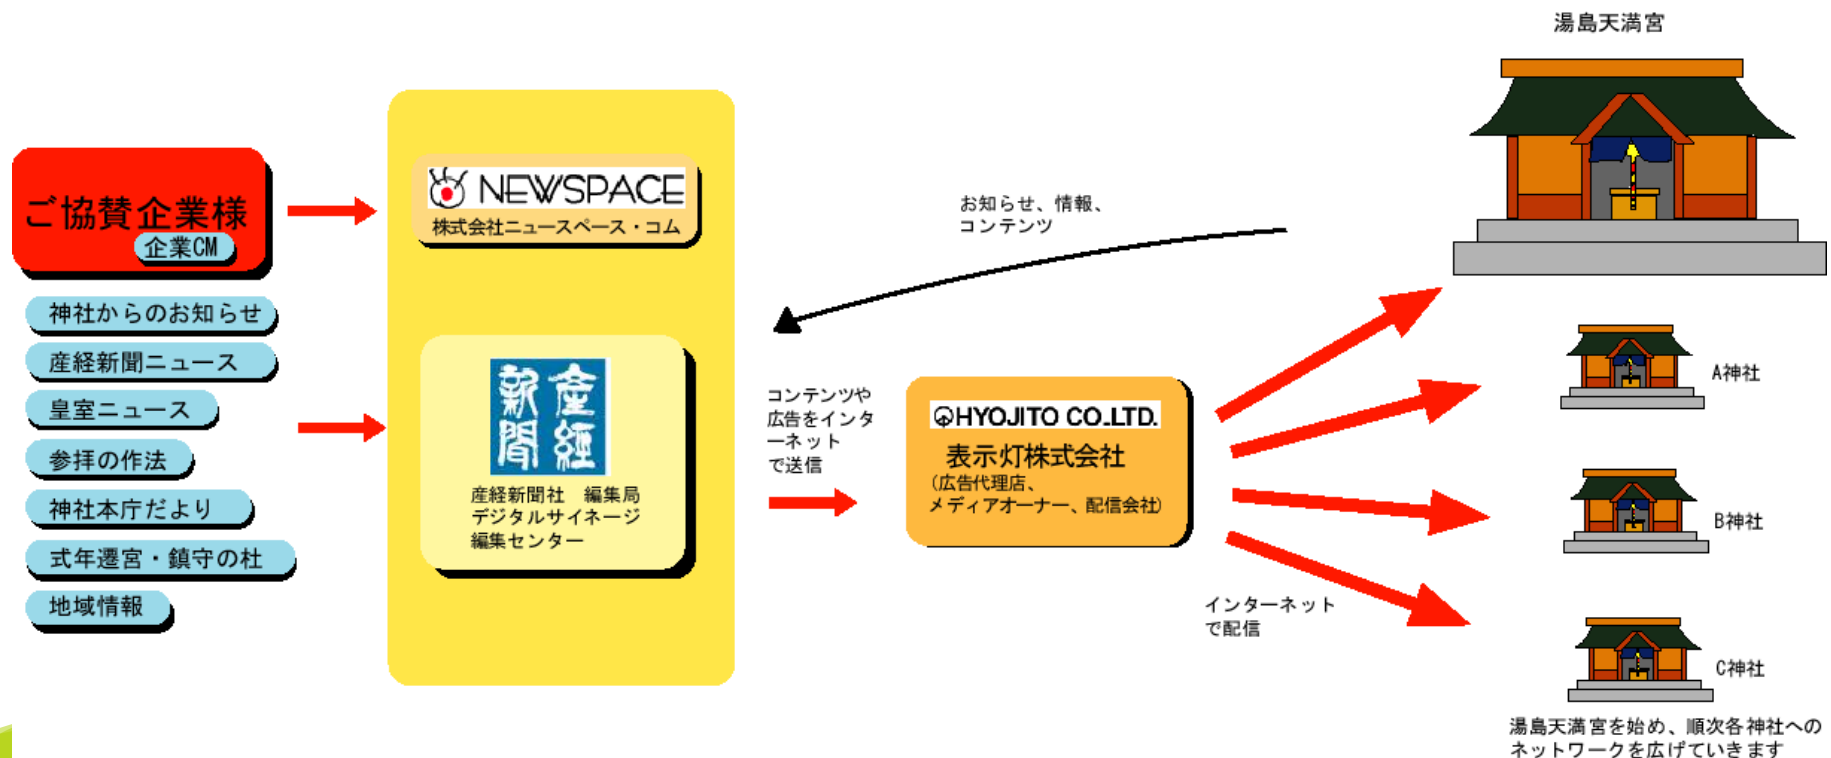 ご協賛企業様
企業CM
神社からのお知らせ
産経新聞ニュース
皇室ニュース
参拝の作法
神社本庁だより
式年遷宮・鎮守の杜
地域情報
NEWSPACE
株式会社ニュースペース・コム
産經新聞
産経新聞社 編集局
デジタルサイネージ
編集センター
お知らせ、情報、
コンテンツ
コンテンツや
広告をインタ
ーネット
で送信
HYOJITO CO.,LTD.
表示灯株式会社
(広告代理店、
メディアオーナー、配信会社)
インターネット
で配信
湯島天満宮
A神社
B神社
C神社
湯島天満宮を始め、順次各神社への
ネットワークを広げていきます